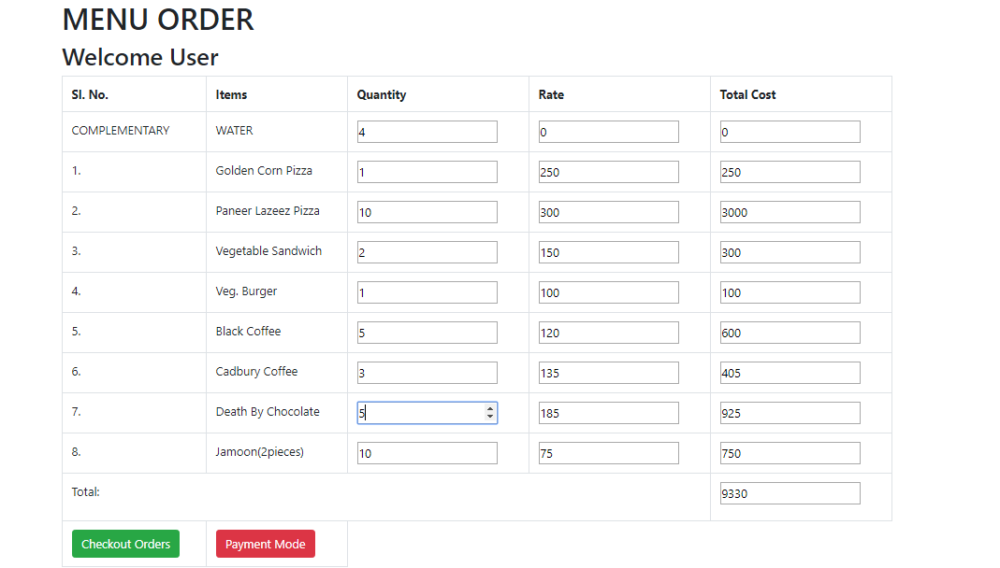 MENU ORDER
Welcome User
Sl. No. Items Quantity Rate Total Cost
COMPLEMENTARY WATER 4 0 0
1. Golden Corn Pizza 1 250 250
2. Paneer Lazeez Pizza 10 300 3000
3. Vegetable Sandwich 2 150 300
4. Veg. Burger 1 100 100
5. Black Coffee 5 120 600
6. Cadbury Coffee 3 135 405
7. Death By Chocolate 5 185 925
8. Jamoon(2pieces) 10 75 750
Total: 9330
Checkout Orders Payment Mode